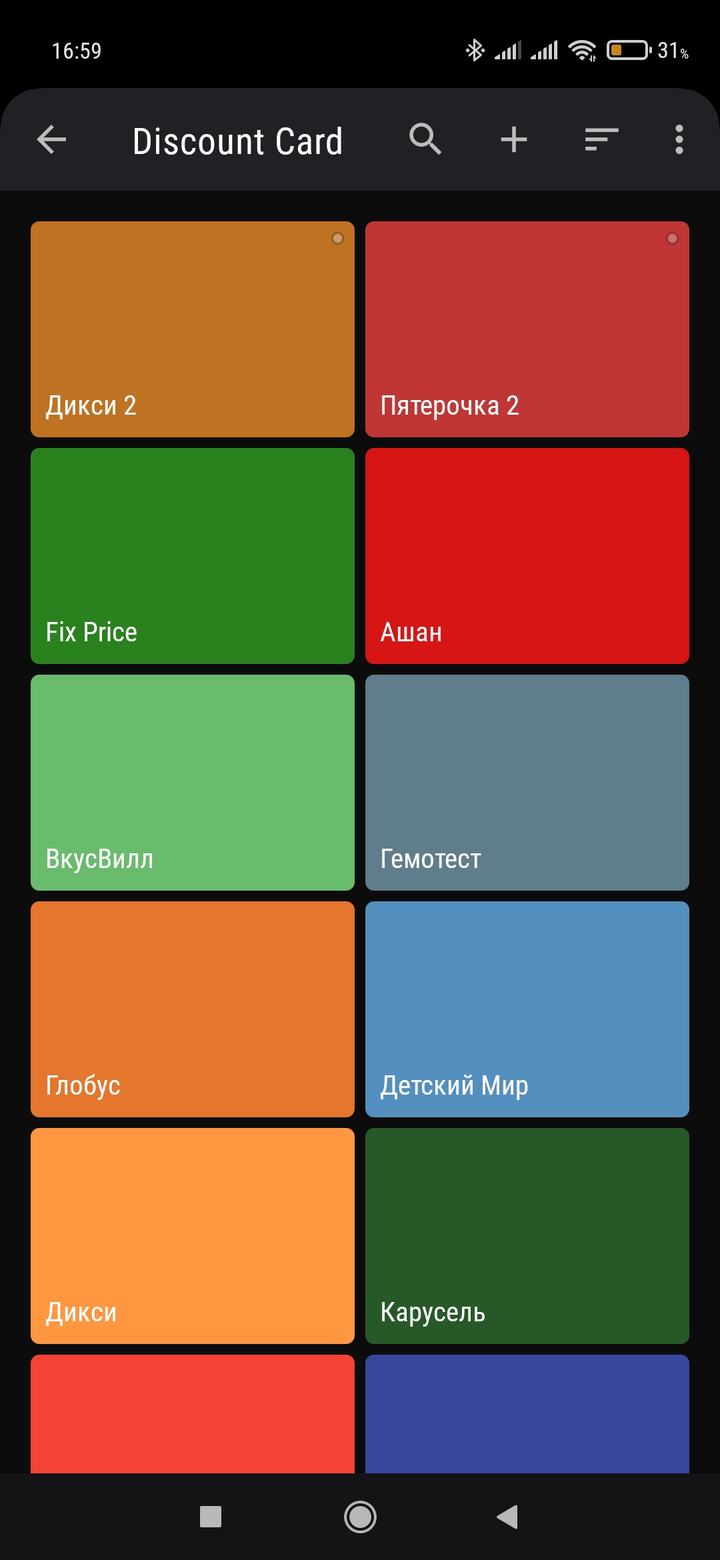 16:59
31%
Discount Card
Дикси 2
Пятерочка 2
Fix Price
Ашан
ВкусВилл
Гемотест
Глобус
Детский Мир
Дикси
Карусель